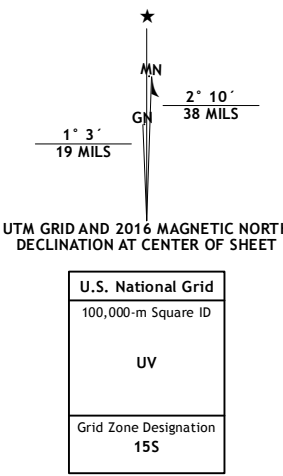 ★
MN
2° 10´
38 MILS
GN
1° 3´
19 MILS
UTM GRID AND 2016 MAGNETIC NORTH
DECLINATION AT CENTER OF SHEET
U.S. National Grid
100,000-m Square ID
UV
Grid Zone Designation
15S